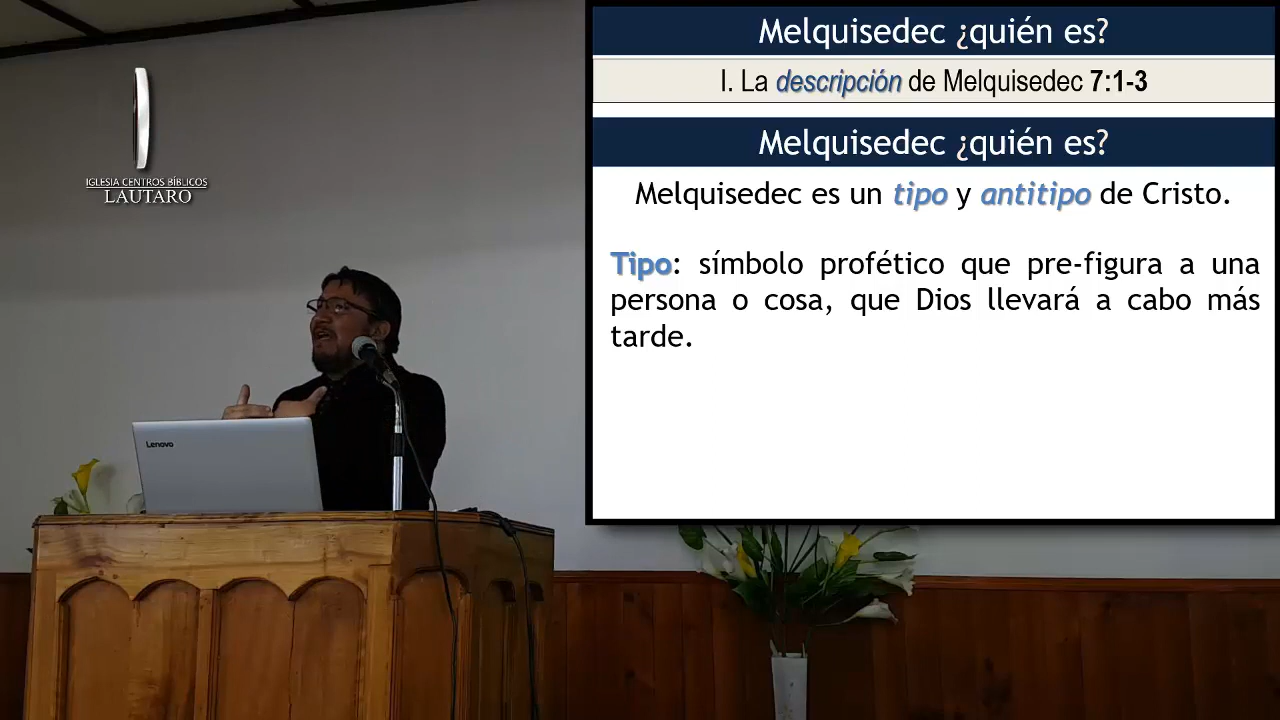 IGLESIA CENTROS BÍBLICOS
LAUTARO
Lenovo
Melquisedec ¿quién es?
I. La descripción de Melquisedec 7:1-3
Melquisedec ¿quién es?
Melquisedec es un tipo y antitipo de Cristo.
Tipo: símbolo profético que pre-figura a una
persona o cosa, que Dios llevará a cabo más
tarde.